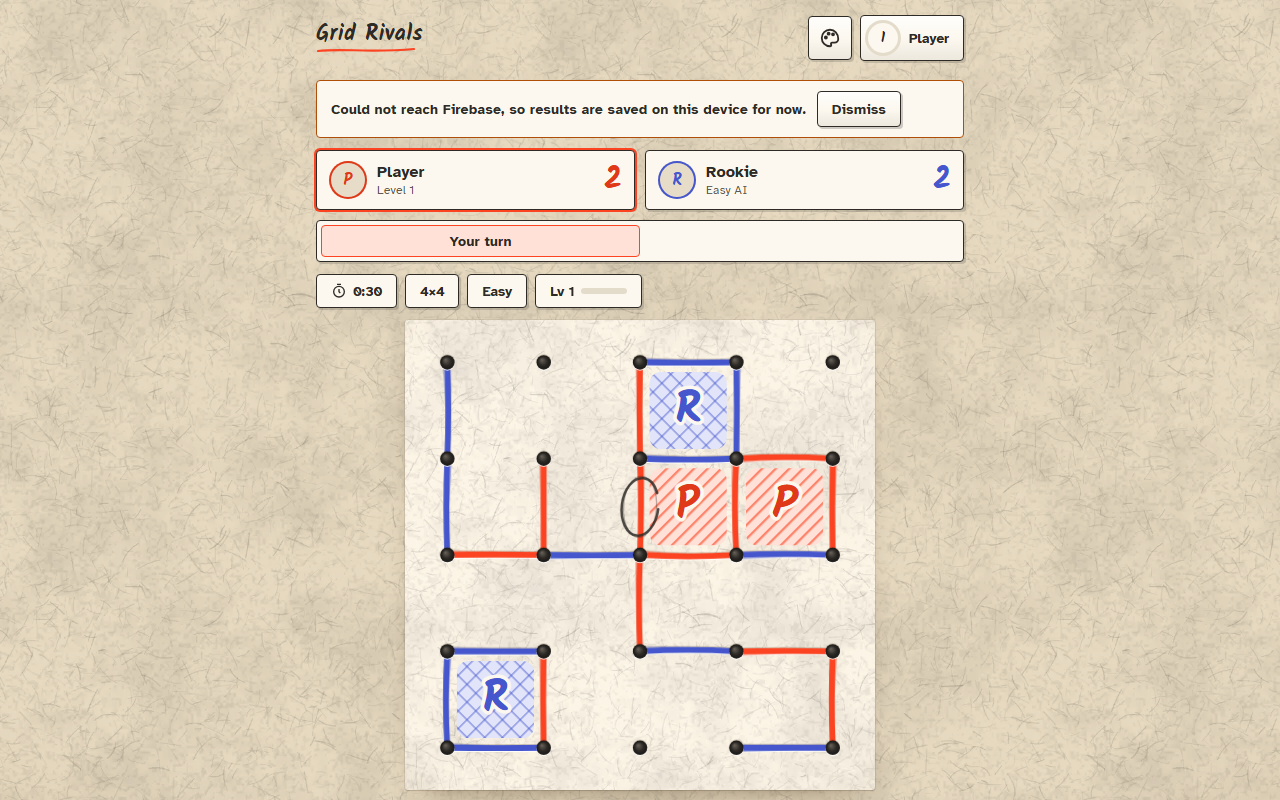 Grid Rivals
1
Player
Could not reach Firebase, so results are saved on this device for now.
Dismiss
P
Player
Level 1
2
R
Rookie
Easy AI
2
Your turn
0:30
4×4
Easy
Lv 1
R
P
P
R